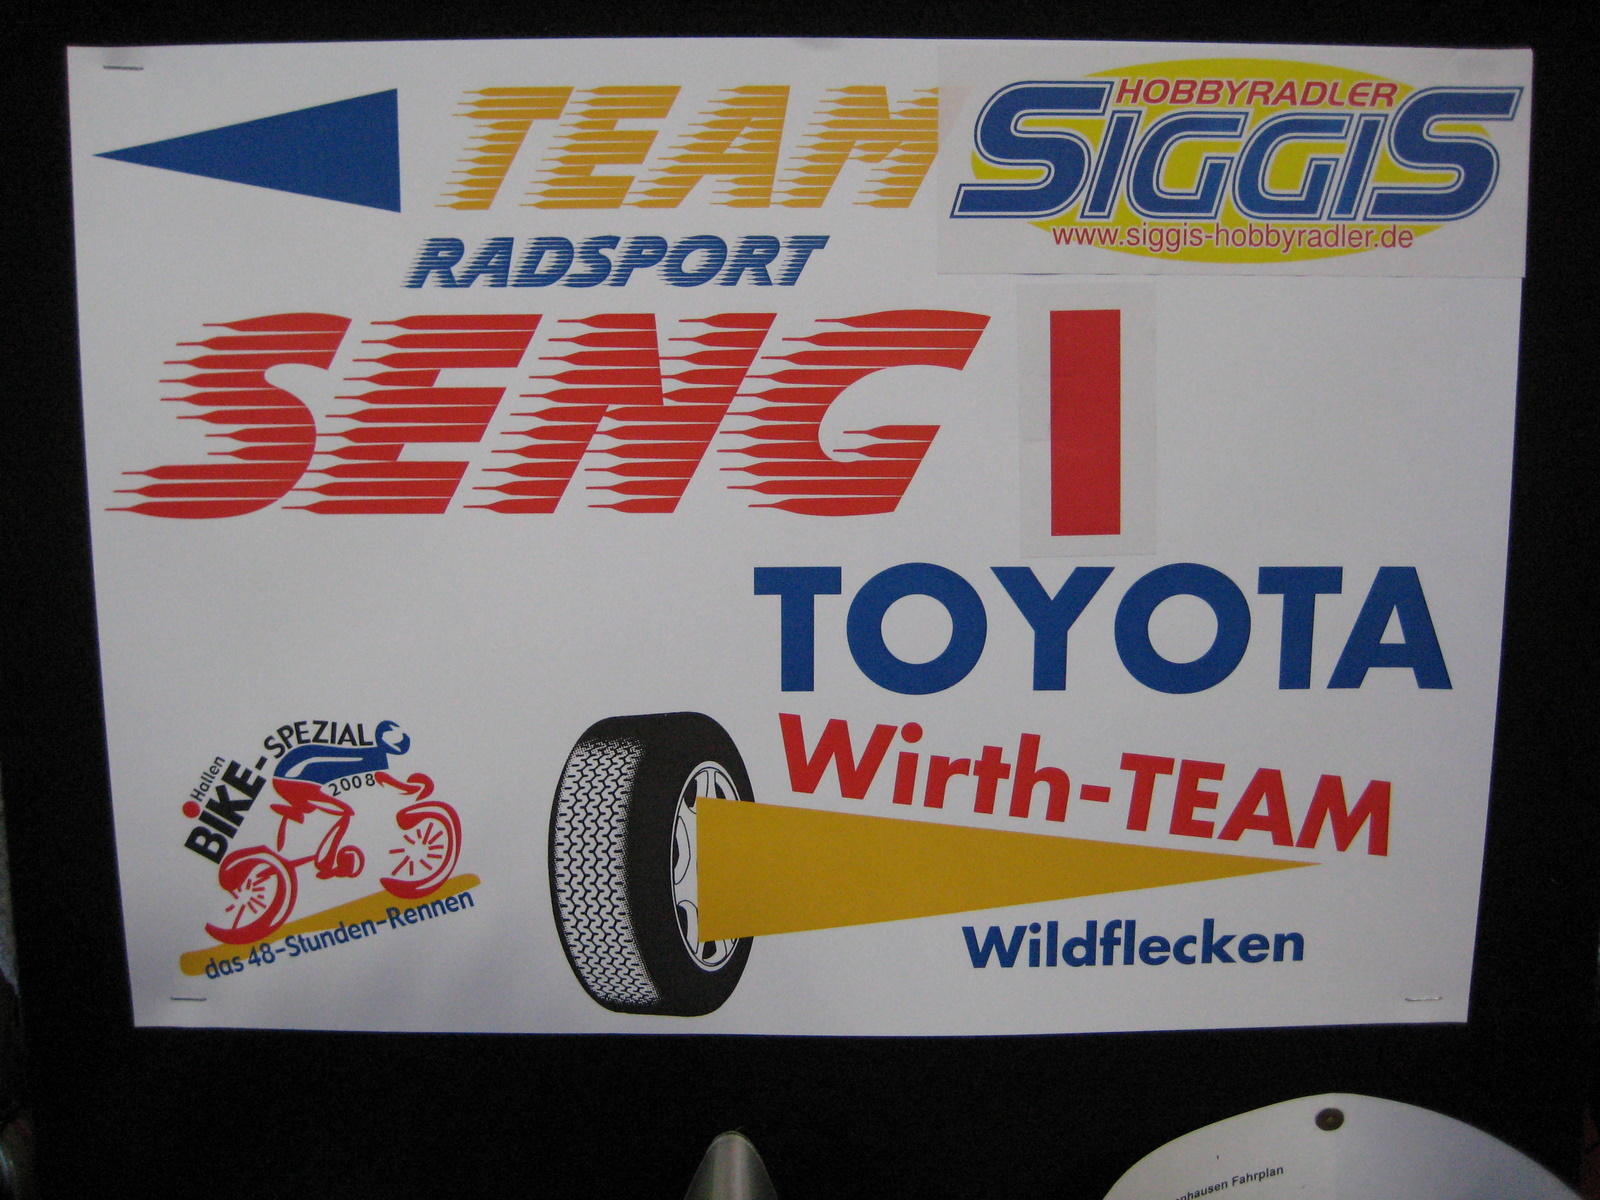 TEAM
HOBBYRADLER
SIGGIS
www.siggis-hobbyradler.de
RADSPORT
SENG I
TOYOTA
Wirth-TEAM
Wildflecken
Hallen
BIKE-SPEZIAL
2008
das 48-Stunden-Rennen
Fahrplan